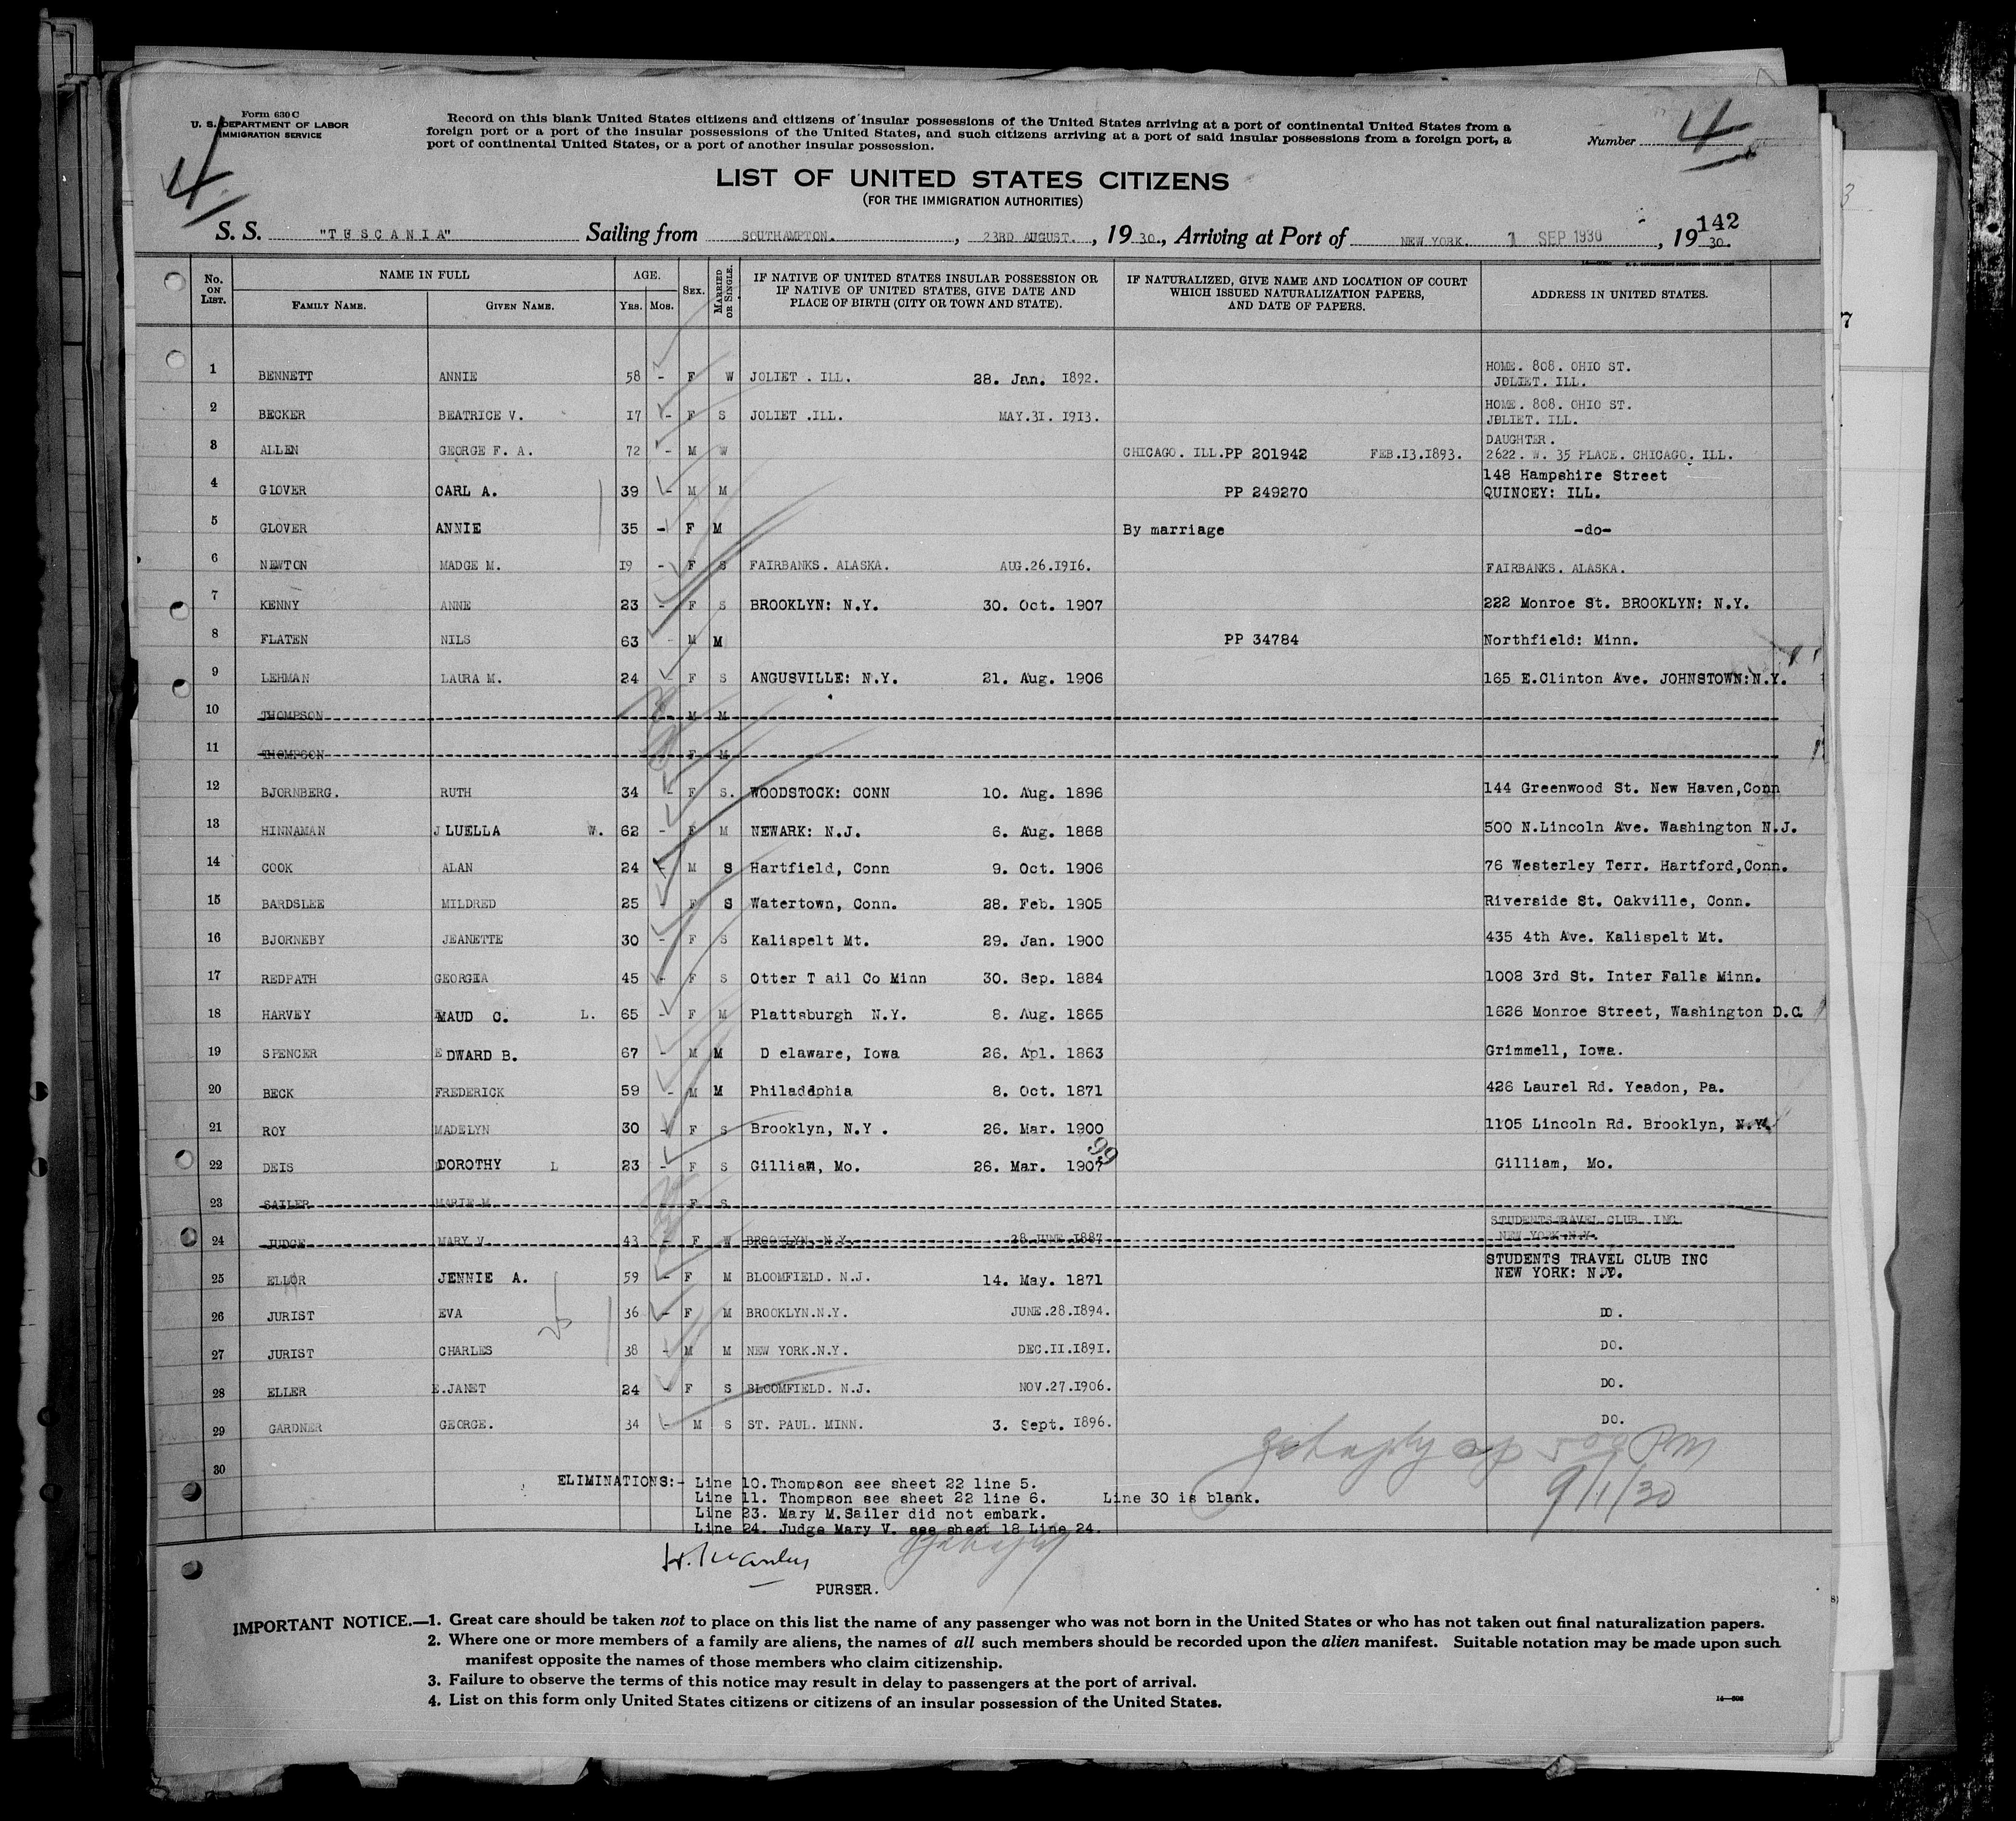 Form 630 C
U. S. DEPARTMENT OF LABOR
IMMIGRATION SERVICE
Record on this blank United States citizens and citizens of insular possessions of the United States arriving at a port of continental United States from a
foreign port or a port of the insular possessions of the United States, and such citizens arriving at a port of said insular possessions from a foreign port, a
port of continental United States, or a port of another insular possession.
Number 4
4
LIST OF UNITED STATES CITIZENS
(FOR THE IMMIGRATION AUTHORITIES)
142
S. S. "TUSCANIA" Sailing from SOUTHAMPTON. , 23RD AUGUST. , 19 30. , Arriving at Port of NEW YORK. 1 SEP 1930 , 19 30.
No. ON LIST. NAME IN FULL FAMILY NAME. GIVEN NAME. AGE. YRS. MOS. SEX. MARRIED OR SINGLE. IF NATIVE OF UNITED STATES INSULAR POSSESSION OR IF NATIVE OF UNITED STATES, GIVE DATE AND PLACE OF BIRTH (CITY OR TOWN AND STATE). IF NATURALIZED, GIVE NAME AND LOCATION OF COURT WHICH ISSUED NATURALIZATION PAPERS, AND DATE OF PAPERS. ADDRESS IN UNITED STATES.
1 BENNETT ANNIE 58 - F W JOLIET . ILL. 28. Jan. 1892. HOME. 808. OHIO ST. JOLIET. ILL.
2 BECKER BEATRICE V. 17 - F S JOLIET .ILL. MAY.31. 1913. HOME. 808. OHIO ST. JOLIET. ILL.
3 ALLEN GEORGE F. A. 72 - M W CHICAGO. ILL.PP 201942 FEB.13.1893. DAUGHTER. 2622. W. 35 PLACE. CHICAGO. ILL.
4 GLOVER CARL A. 39 - M M PP 249270 148 Hampshire Street QUINCEY: ILL.
5 GLOVER ANNIE 35 - F M By marriage -do-
6 NEWTON MADGE M. 19 - F S FAIRBANKS. ALASKA. AUG.26.1916. FAIRBANKS. ALASKA.
7 KENNY ANNE 23 - F S BROOKLYN: N.Y. 30. Oct. 1907 222 Monroe St. BROOKLYN: N.Y.
8 FLATEN NILS 63 - M M PP 34784 Northfield: Minn.
9 LEHMAN LAURA M. 24 F S ANGUSVILLE: N.Y. 21. Aug. 1906 165 E.Clinton Ave. JOHNSTOWN:N.Y.
10 THOMPSON M M
11 THOMPSON F M
12 BJORNBERG. RUTH 34 - F S. WOODSTOCK: CONN 10. Aug. 1896 144 Greenwood St. New Haven,Conn
13 HINNAMAN J LUELLA W. 62 - F M NEWARK: N.J. 6. Aug. 1868 500 N.Lincoln Ave. Washington N.J.
14 COOK ALAN 24 - M S Hartfield, Conn 9. Oct. 1906 76 Westerley Terr. Hartford,Conn.
15 BARDSLEE MILDRED 25 - F S Watertown, Conn. 28. Feb. 1905 Riverside St. Oakville, Conn.
16 BJORNEBY JEANETTE 30 - F S Kalispelt Mt. 29. Jan. 1900 435 4th Ave. Kalispelt Mt.
17 REDPATH GEORGIA 45 - F S Otter T ail Co Minn 30. Sep. 1884 1008 3rd St. Inter Falls Minn.
18 HARVEY MAUD C. L. 65 - F M Plattsburgh N.Y. 8. Aug. 1865 1626 Monroe Street, Washington D.C.
19 SPENCER EDWARD B. 67 - M M D elaware, Iowa 26. Apl. 1863 Grimmell, Iowa.
20 BECK FREDERICK 59 - M M Philaddphia 8. Oct. 1871 426 Laurel Rd. Yeadon, Pa.
21 ROY MADELYN 30 - F S Brooklyn, N.Y . 26. Mar. 1900 1105 Lincoln Rd. Brooklyn, N.Y.
99
22 DEIS DOROTHY L 23 - F S Gilliam, Mo. 26. Mar. 1907 Gilliam, Mo.
23 SAILER MARIE M. F S
24 JUDGE MARY V. 43 F W BROOKLYN. N.Y. 28 JUNE 1887 STUDENTS TRAVEL CLUB INC NEW YORK N.Y.
25 ELLOR JENNIE A. 59 - F M BLOOMFIELD. N.J. 14. May. 1871 STUDENTS TRAVEL CLUB INC NEW YORK: N.Y.
26 JURIST EVA 36 - F M BROOKLYN.N.Y. JUNE.28.1894. DO.
27 JURIST CHARLES 38 - M M NEW YORK.N.Y. DEC.11.1891. DO.
28 ELLER E.JANET 24 - F S BLOOMFIELD. N.J. NOV.27.1906. DO.
29 GARDNER GEORGE. 34 - M S ST. PAUL. MINN. 3. Sept. 1896. DO.
30
500 PM
9/1/30
ELIMINATIONS:- Line 10.Thompson see sheet 22 line 5.
Line 11. Thompson see sheet 22 line 6. Line 30 is blank.
Line 23. Mary M.Sailer did not embark.
Line 24. Judge Mary V. see sheet 18 Line 24.
PURSER.
IMPORTANT NOTICE.—1. Great care should be taken not to place on this list the name of any passenger who was not born in the United States or who has not taken out final naturalization papers.
2. Where one or more members of a family are aliens, the names of all such members should be recorded upon the alien manifest. Suitable notation may be made upon such
manifest opposite the names of those members who claim citizenship.
3. Failure to observe the terms of this notice may result in delay to passengers at the port of arrival.
4. List on this form only United States citizens or citizens of an insular possession of the United States.